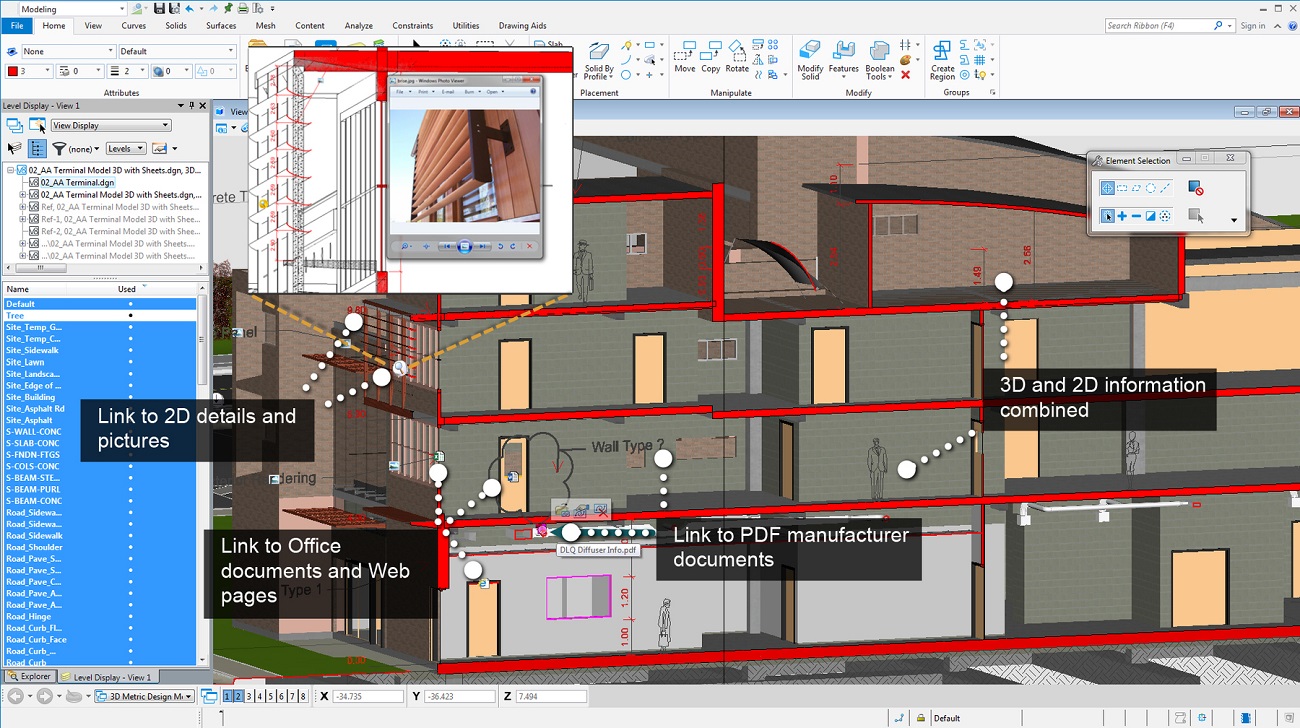 Modeling
File Home View Curves Solids Surfaces Mesh Content Analyze Constraints Utilities Drawing Aids
Search Ribbon (F4) Sign in
None Default
3 0 2 0 0
Attributes
Slab
Solid By Profile
Placement
Move Copy Rotate
Manipulate
Modify Solid Features Boolean Tools
Modify
Create Region
Groups
Level Display - View 1
View Display
(none) Levels
02_AA Terminal Model 3D with Sheets.dgn, 3D...
02_AA Terminal.dgn
02_AA Terminal Model 3D with Sheets.dgn,...
Ref, 02_AA Terminal Model 3D with Shee...
Ref-1, 02_AA Terminal Model 3D with Shee...
Ref-2, 02_AA Terminal Model 3D with Shee...
...\02_AA Terminal Model 3D with Sheets...
...\02_AA Terminal Model 3D with Sheets...
Name Used
Default
Tree
Site_Temp_G...
Site_Temp_C...
Site_Sidewalk
Site_Lawn
Site_Landsca...
Site_Edge of ...
Site_Building
Site_Asphalt Rd
Site_Asphalt
S-WALL-CONC
S-SLAB-CONC
S-FNDN-FTGS
S-COLS-CONC
S-BEAM-STE...
S-BEAM-PURL
S-BEAM-CONC
Road_Sidewa...
Road_Sidewa...
Road_Sidewalk
Road_Shoulder
Road_Pave_S...
Road_Pave_S...
Road_Pave_C...
Road_Pave_A...
Road_Pave_A...
Road_Hinge
Road_Curb_Fl...
Road_Curb_Face
Road_Curb_...
Road_Curb
Explorer Level Display - View 1
View
brise.jpg - Windows Photo Viewer
File Print E-mail Burn Open
Element Selection
1.49
2.68
Link to 2D details and
pictures
3D and 2D information
combined
Wall Type ?
dering
Link to Office
documents and Web
pages
Type 1
Link to PDF manufacturer
documents
DLQ Diffuser Info.pdf
1.20
1.00
0.00
3D Metric Design M
1 2 3 4 5 6 7 8
X -34.735 Y -36.423 Z 7.494
Default